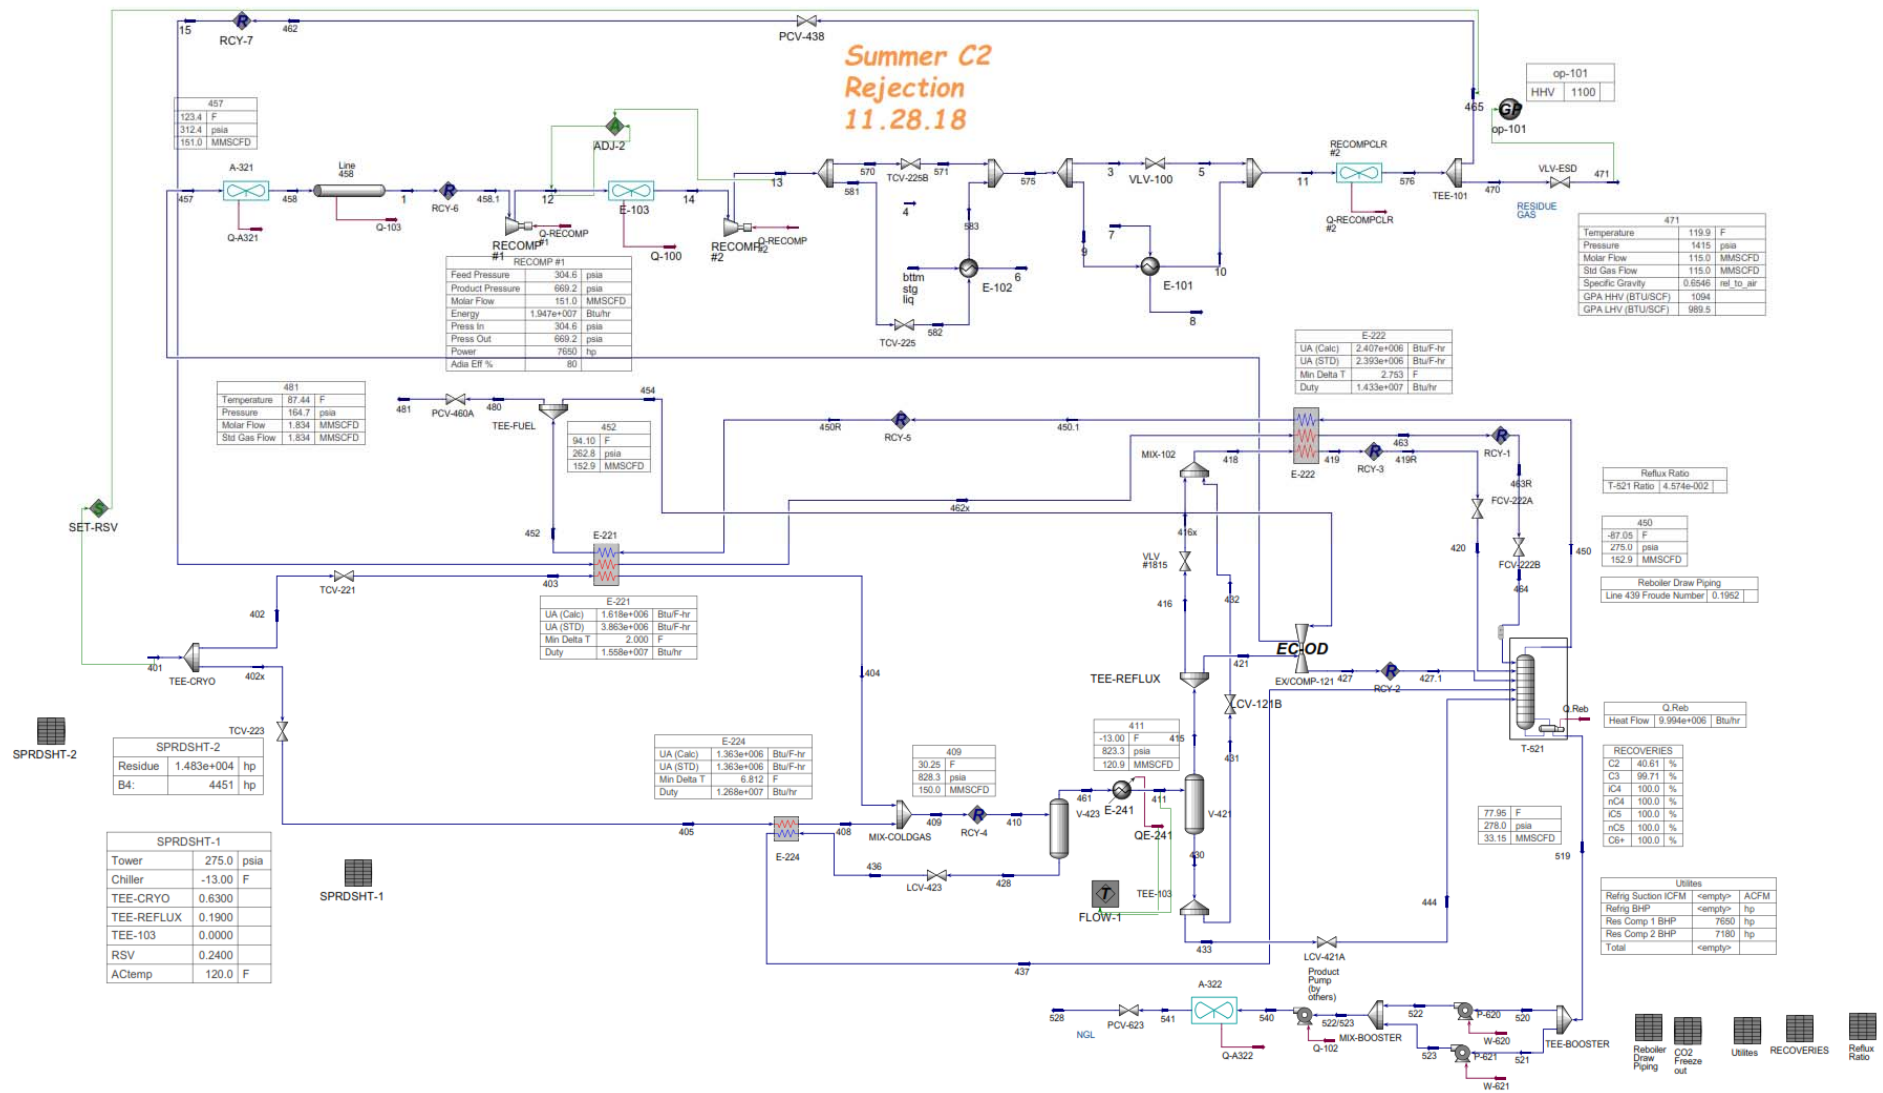 15
RCY-7
462
PCV-438
Summer C2
Rejection
11.28.18
op-101
HHV 1100
465
GP
op-101
457
123.4 F
312.4 psia
151.0 MMSCFD
A-321
Line
458
ADJ-2
457
458
1
RCY-6
458.1
12
E-103
14
13
570
TCV-225B
571
581
575
3
VLV-100
5
11
RECOMPCLR
#2
576
TEE-101
470
VLV-ESD
471
RESIDUE
GAS
Q-A321
Q-103
RECOMP
#1
Q-RECOMP
#1
Q-100
RECOMP
#2
Q-RECOMP
#2
4
583
7
9
10
Q-RECOMPCLR
#2
bttm
stg
liq
E-102
6
E-101
8
TCV-225
582
RECOMP #1
Feed Pressure 304.6 psia
Product Pressure 669.2 psia
Molar Flow 151.0 MMSCFD
Energy 1.947e+007 Btu/hr
Press In 304.6 psia
Press Out 669.2 psia
Power 7650 hp
Adia Eff % 80
471
Temperature 119.9 F
Pressure 1415 psia
Molar Flow 115.0 MMSCFD
Std Gas Flow 115.0 MMSCFD
Specific Gravity 0.6546 rel_to_air
GPA HHV (BTU/SCF) 1094
GPA LHV (BTU/SCF) 989.5
E-222
UA (Calc) 2.407e+006 Btu/F-hr
UA (STD) 2.393e+006 Btu/F-hr
Min Delta T 2.753 F
Duty 1.433e+007 Btu/hr
481
Temperature 87.44 F
Pressure 164.7 psia
Molar Flow 1.834 MMSCFD
Std Gas Flow 1.834 MMSCFD
481
PCV-460A
480
TEE-FUEL
454
452
94.10 F
262.8 psia
152.9 MMSCFD
450R
RCY-5
450.1
MIX-102
418
E-222
419
RCY-3
419R
463
RCY-1
463R
FCV-222A
FCV-222B
420
464
450
Reflux Ratio
T-521 Ratio 4.574e-002
450
-87.05 F
275.0 psia
152.9 MMSCFD
Reboiler Draw Piping
Line 439 Froude Number 0.1952
SET-RSV
452
E-221
462x
416x
VLV
#1815
416
432
TCV-221
403
402
E-221
UA (Calc) 1.618e+006 Btu/F-hr
UA (STD) 3.863e+006 Btu/F-hr
Min Delta T 2.000 F
Duty 1.558e+007 Btu/hr
401
TEE-CRYO
402x
404
TEE-REFLUX
421
EC-OD
EX/COMP-121
427
RCY-2
427.1
LCV-121B
Q.Reb
T-521
Q.Reb
Heat Flow 9.994e+006 Btu/hr
SPRDSHT-2
TCV-223
SPRDSHT-2
Residue 1.483e+004 hp
B4: 4451 hp
E-224
UA (Calc) 1.363e+006 Btu/F-hr
UA (STD) 1.363e+006 Btu/F-hr
Min Delta T 6.812 F
Duty 1.268e+007 Btu/hr
409
30.25 F
828.3 psia
150.0 MMSCFD
411
-13.00 F
823.3 psia
120.9 MMSCFD
415
431
RECOVERIES
C2 40.61 %
C3 99.71 %
iC4 100.0 %
nC4 100.0 %
iC5 100.0 %
nC5 100.0 %
C6+ 100.0 %
77.95 F
278.0 psia
33.15 MMSCFD
519
405
E-224
408
MIX-COLDGAS
409
RCY-4
410
461
V-423
E-241
411
QE-241
V-421
430
436
LCV-423
428
SPRDSHT-1
Tower 275.0 psia
Chiller -13.00 F
TEE-CRYO 0.6300
TEE-REFLUX 0.1900
TEE-103 0.0000
RSV 0.2400
ACtemp 120.0 F
SPRDSHT-1
T
FLOW-1
TEE-103
433
444
LCV-421A
437
Utilites
Refrig Suction ICFM <empty> ACFM
Refrig BHP <empty> hp
Res Comp 1 BHP 7650 hp
Res Comp 2 BHP 7180 hp
Total <empty>
Product
Pump
(by
others)
A-322
528
NGL
PCV-623
541
540
Q-A322
Q-102
522/523
MIX-BOOSTER
522
P-620
520
W-620
523
P-621
521
W-621
TEE-BOOSTER
Reboiler
Draw
Piping
CO2
Freeze
out
Utilites
RECOVERIES
Reflux
Ratio